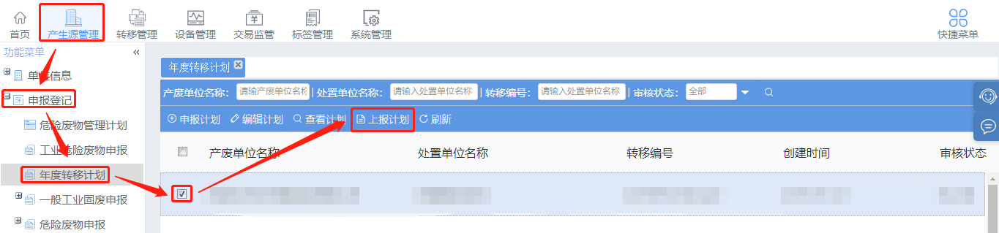 首页 产生源管理 转移管理 设备管理 交易监管 标签管理 系统管理 快捷菜单
功能菜单 «
年度转移计划
单位信息
产废单位名称: 请输产废单位名称 | 处置单位名称: 请输入处置单位名称 | 转移编号: 请输入处置单位名称 | 审核状态: 全部
申报登记
申报计划 编辑计划 查看计划 上报计划 刷新
危险废物管理计划
工业危险废物申报
产废单位名称 处置单位名称 转移编号 创建时间 审核状态
年度转移计划
一般工业固废申报
危险废物申报